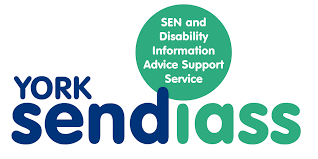 SEN and
Disability
Information
Advice Support
Service
YORK
sendiass